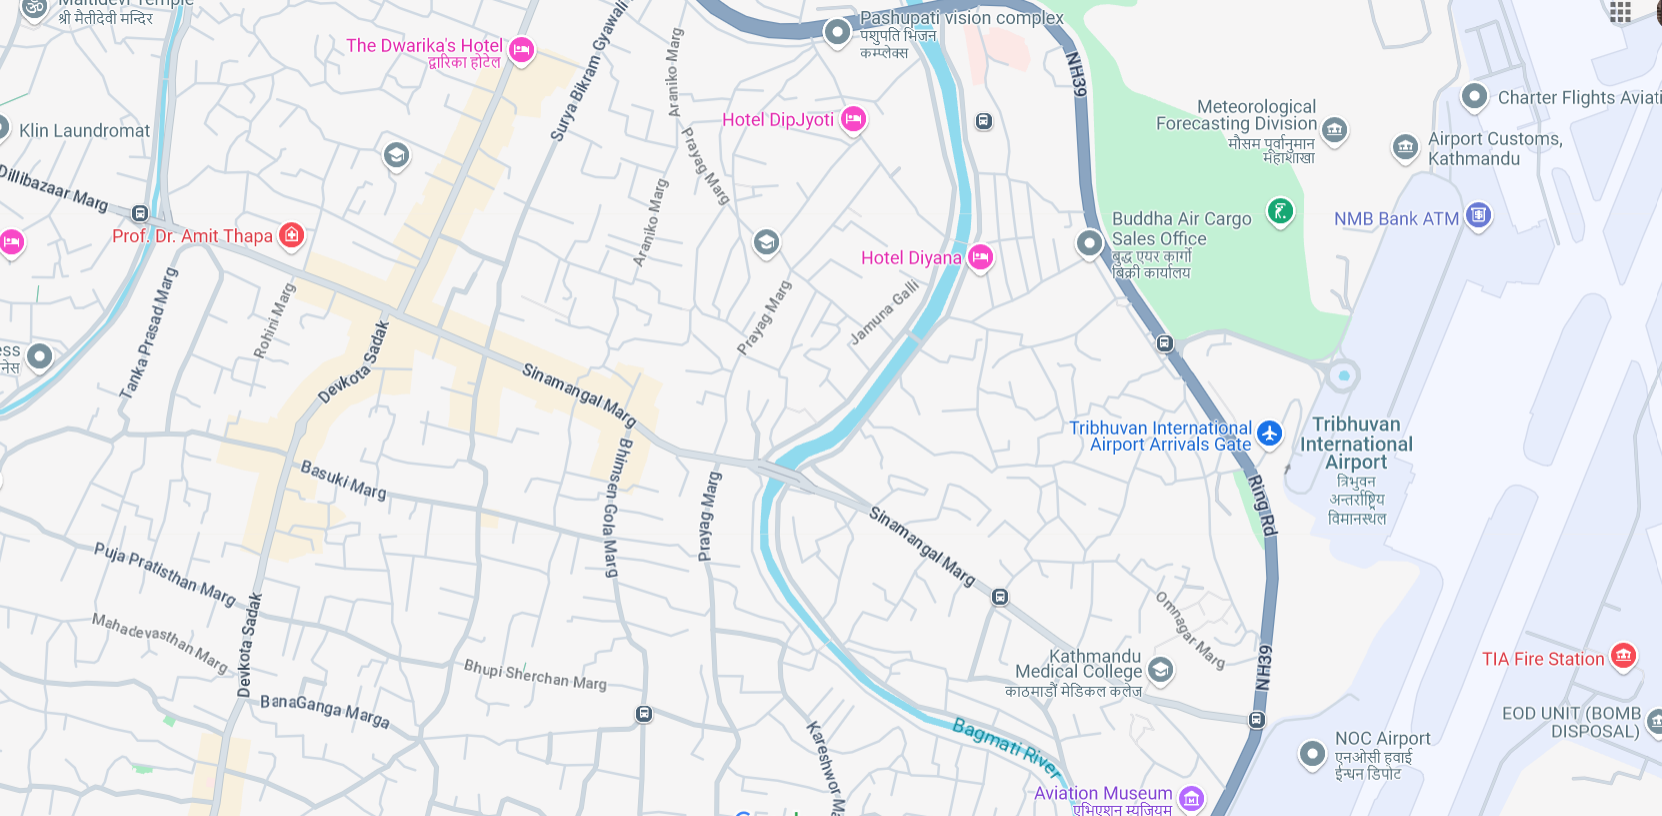 Maitidevi Temple
श्री मैतीदेवी मन्दिर
Pashupati vision complex
पशुपति भिजन
कम्प्लेक्स
The Dwarika's Hotel
द्वारिका होटेल
Surya Bikram Gyawali
Araniko Marg
NH39
Charter Flights Aviati
Meteorological
Forecasting Division
मौसम पूर्वानुमान
महाशाखा
Hotel DipJyoti
Klin Laundromat
Airport Customs,
Kathmandu
Prayag Marg
Dillibazaar Marg
Araniko Marg
Buddha Air Cargo
Sales Office
बुद्ध एयर कार्गो
बिक्री कार्यालय
NMB Bank ATM
Prof. Dr. Amit Thapa
Hotel Diyana
Tanka Prasad Marg
Rohini Marg
Prayag Marg
Jamuna Galli
ess
नेस
Devkota Sadak
Sinamangal Marg
Tribhuvan International
Airport Arrivals Gate
Tribhuvan
International
Airport
त्रिभुवन
अन्तर्राष्ट्रिय
विमानस्थल
Basuki Marg
Bhimsen Gola Marg
Prayag Marg
Ring Rd
Sinamangal Marg
Puja Pratisthan Marg
Mahadevasthan Marg
Devkota Sadak
Omnagar Marg
NH39
Kathmandu
Medical College
काठमाडौं मेडिकल कलेज
TIA Fire Station
Bhupi Sherchan Marg
BanaGanga Marga
EOD UNIT (BOMB
DISPOSAL)
Kareshwor Ma
Bagmati River
NOC Airport
एनओसी हवाई
ईन्धन डिपोट
Aviation Museum
एभिएशन म्युजियम